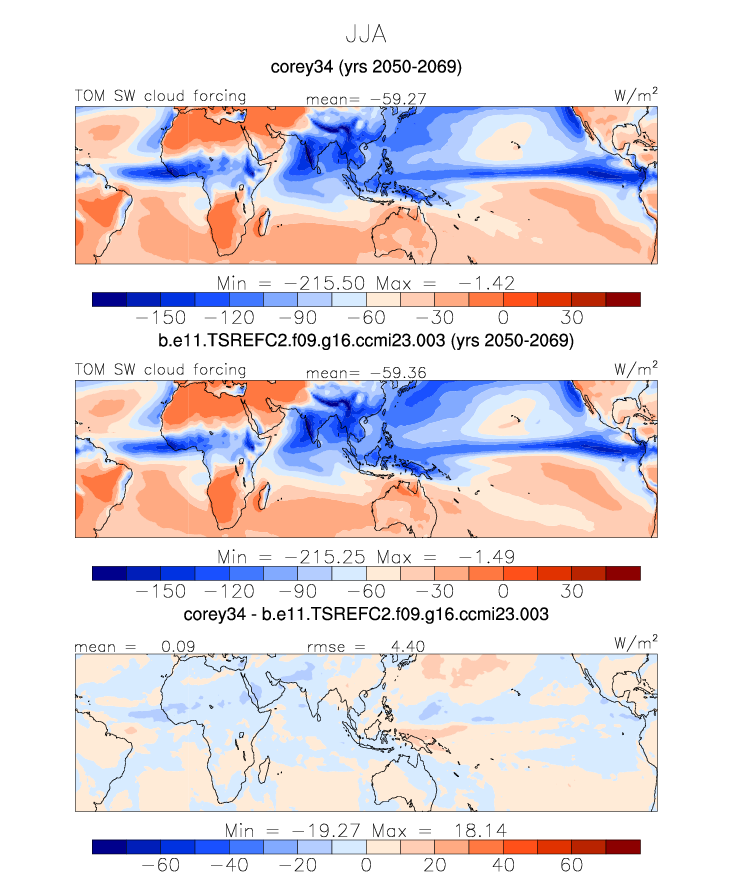 JJA
corey34 (yrs 2050-2069)
TOM SW cloud forcing mean= -59.27 W/m²
Min = -215.50 Max = -1.42
-150 -120 -90 -60 -30 0 30
b.e11.TSREFC2.f09.g16.ccmi23.003 (yrs 2050-2069)
TOM SW cloud forcing mean= -59.36 W/m²
Min = -215.25 Max = -1.49
-150 -120 -90 -60 -30 0 30
corey34 - b.e11.TSREFC2.f09.g16.ccmi23.003
mean = 0.09 rmse = 4.40 W/m²
Min = -19.27 Max = 18.14
-60 -40 -20 0 20 40 60